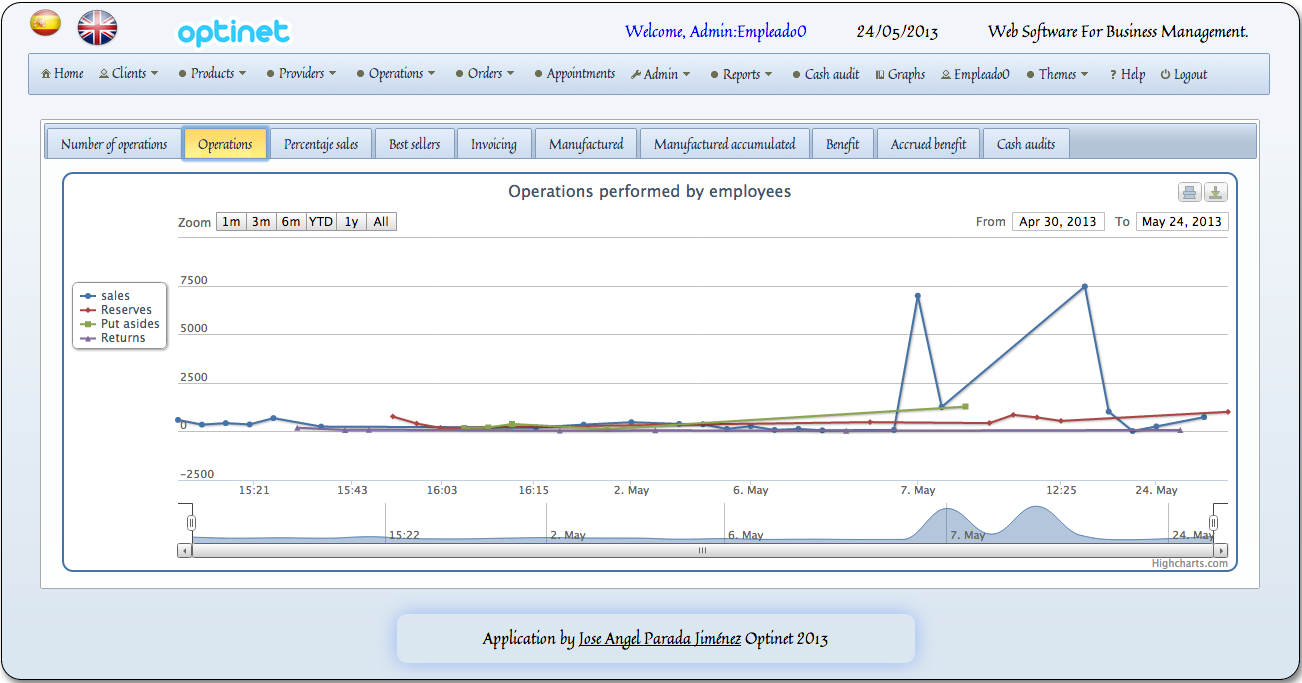 optinet
Welcome, Admin:Empleado0
24/05/2013
Web Software For Business Management.
Home Clients Products Providers Operations Orders Appointments Admin Reports Cash audit Graphs Empleado0 Themes ? Help Logout
Number of operations Operations Percentaje sales Best sellers Invoicing Manufactured Manufactured accumulated Benefit Accrued benefit Cash audits
Operations performed by employees
Zoom 1m 3m 6m YTD 1y All From Apr 30, 2013 To May 24, 2013
7500
5000
2500
0
-2500
sales
Reserves
Put asides
Returns
15:21 15:43 16:03 16:15 2. May 6. May 7. May 12:25 24. May
15:22 2. May 6. May 7. May 24. May
Highcharts.com
Application by Jose Angel Parada Jiménez Optinet 2013